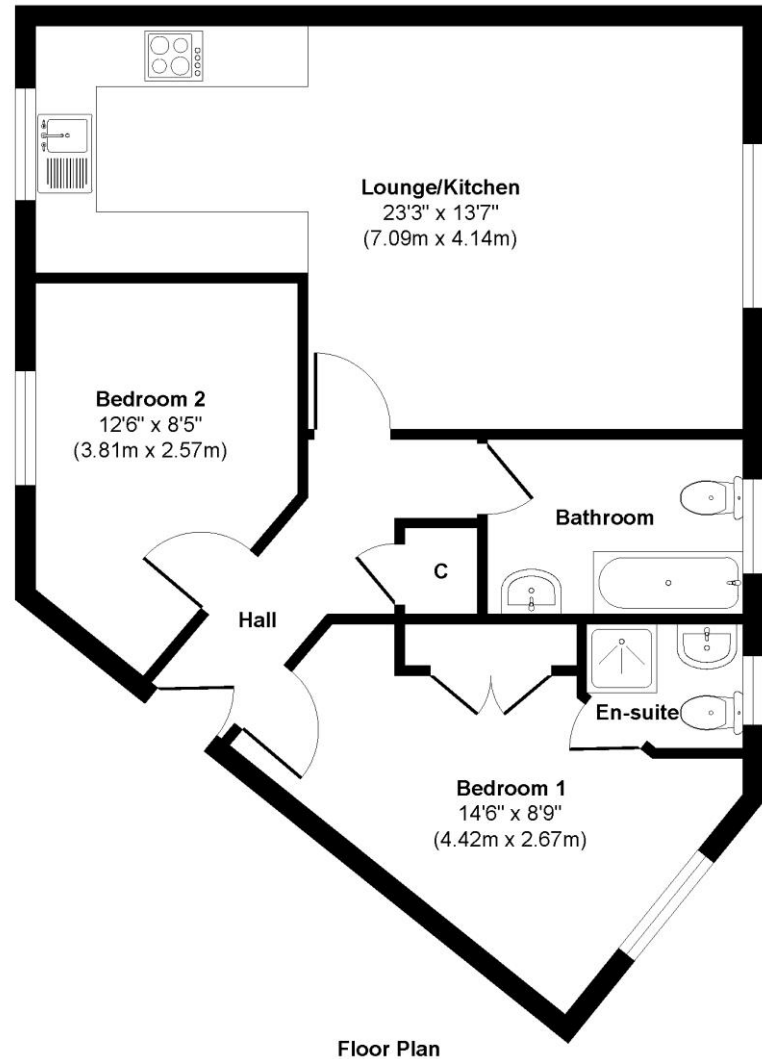 Lounge/Kitchen
23'3" x 13'7"
(7.09m x 4.14m)
Bedroom 2
12'6" x 8'5"
(3.81m x 2.57m)
Bathroom
C
Hall
En-suite
Bedroom 1
14'6" x 8'9"
(4.42m x 2.67m)
Floor Plan